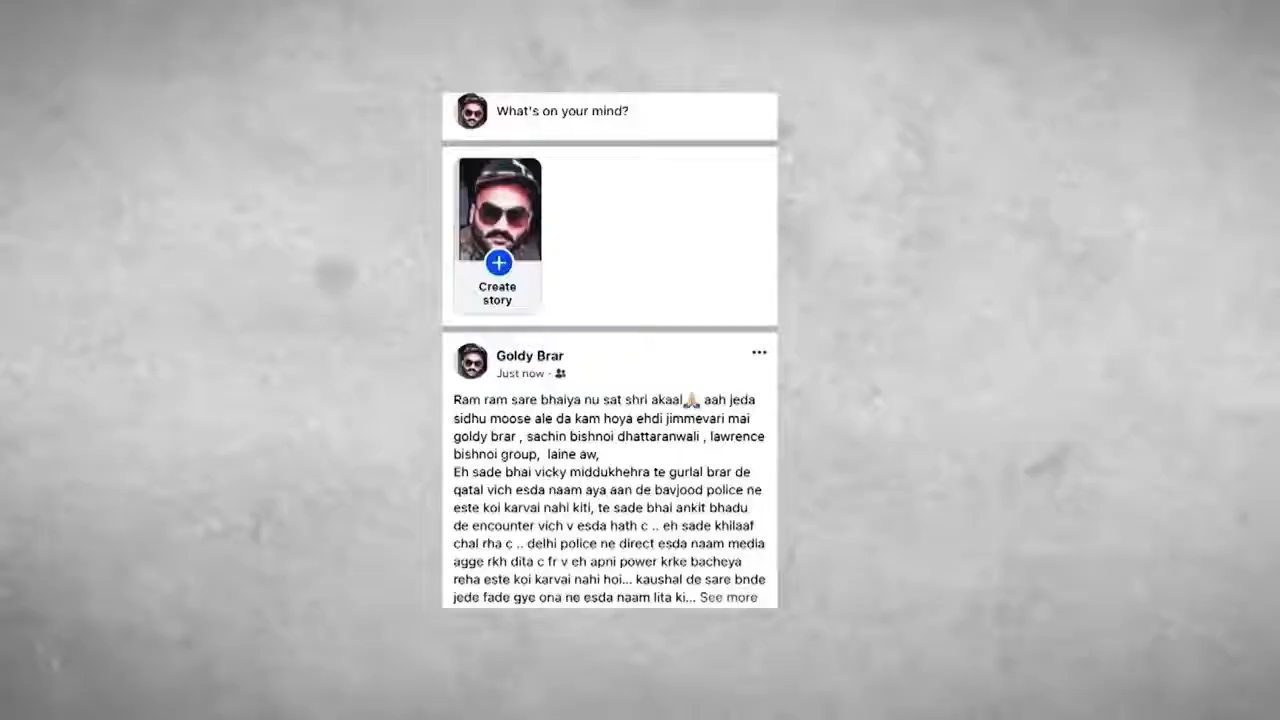 What's on your mind?
Create
story
Goldy Brar
Just now ·
Ram ram sare bhaiya nu sat shri akaal🙏🏼 aah jeda
sidhu moose ale da kam hoya ehdi jimmevari mai
goldy brar , sachin bishnoi dhattaranwali , lawrence
bishnoi group, laine aw,
Eh sade bhai vicky middukhehra te gurlal brar de
qatal vich esda naam aya aan de bavjood police ne
este koi karvai nahi kiti, te sade bhai ankit bhadu
de encounter vich v esda hath c .. eh sade khilaaf
chal rha c .. delhi police ne direct esda naam media
agge rkh dita c fr v eh apni power krke bacheya
reha este koi karvai nahi hoi... kaushal de sare bnde
jede fade gye ona ne esda naam lita ki... See more